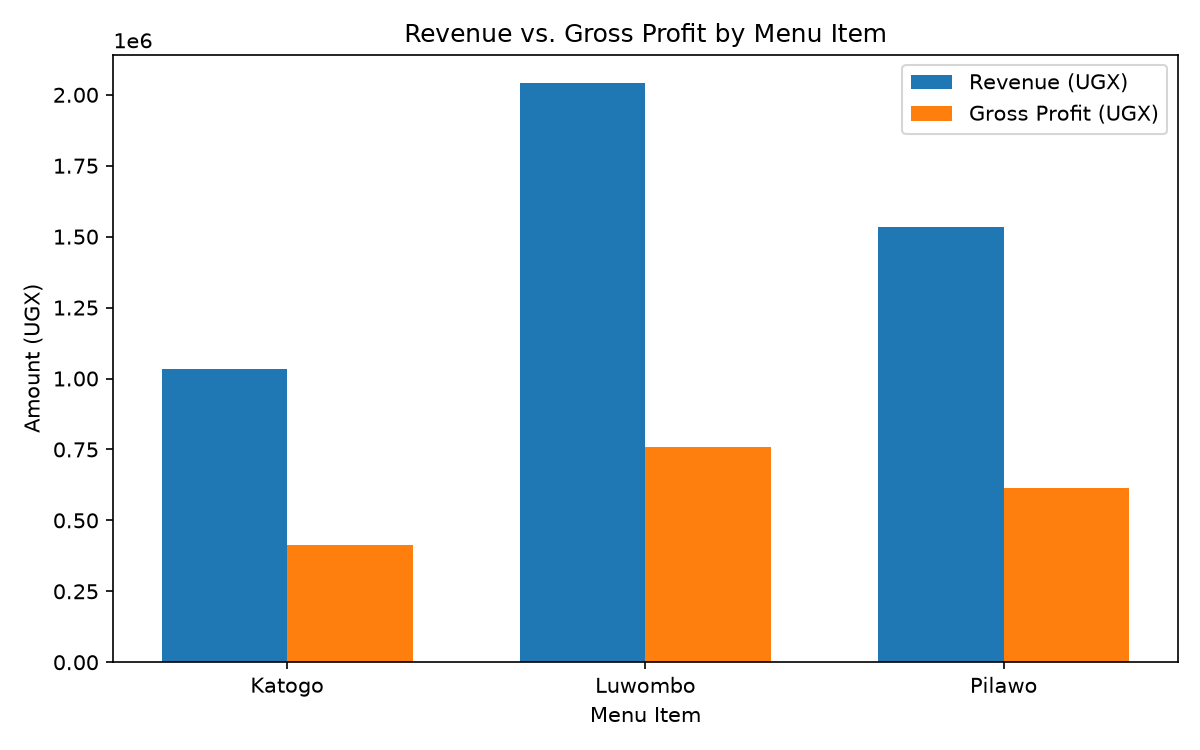 Revenue vs. Gross Profit by Menu Item
1e6
Revenue (UGX)
Gross Profit (UGX)
2.00
1.75
1.50
1.25
1.00
0.75
0.50
0.25
0.00
Amount (UGX)
Katogo Luwombo Pilawo
Menu Item